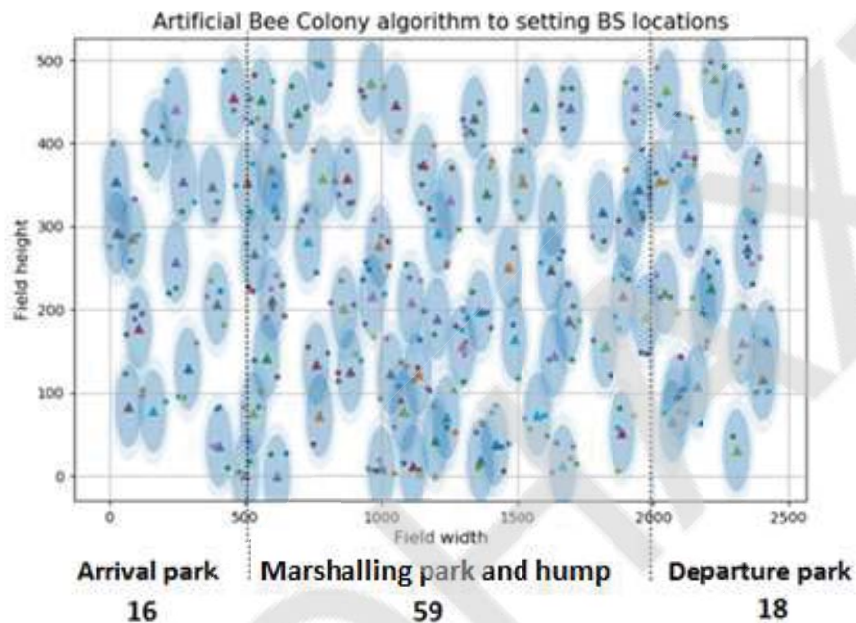 Artificial Bee Colony algorithm to setting BS locations
Field height
500
400
300
200
100
0
0 500 1000 1500 2000 2500
Field width
Arrival park Marshalling park and hump Departure park
16 59 18